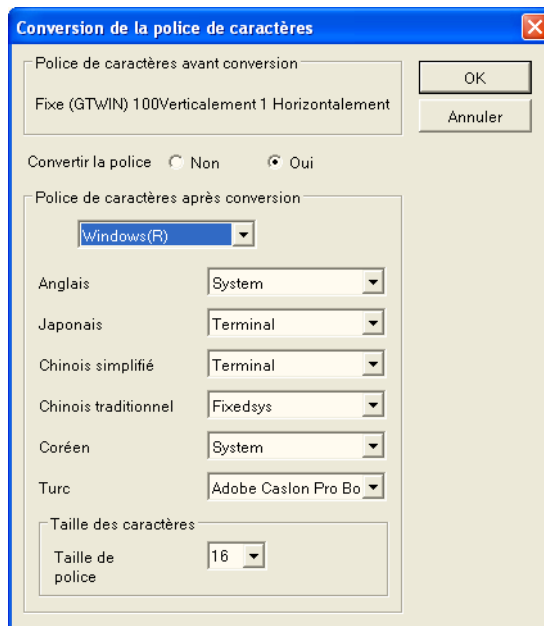 Conversion de la police de caractères
Police de caractères avant conversion
OK
Fixe (GTWIN) 100Verticalement 1 Horizontalement
Annuler
Convertir la police Non Oui
Police de caractères après conversion
Windows(R)
Anglais System
Japonais Terminal
Chinois simplifié Terminal
Chinois traditionnel Fixedsys
Coréen System
Turc Adobe Caslon Pro Bo
Taille des caractères
Taille de 16
police